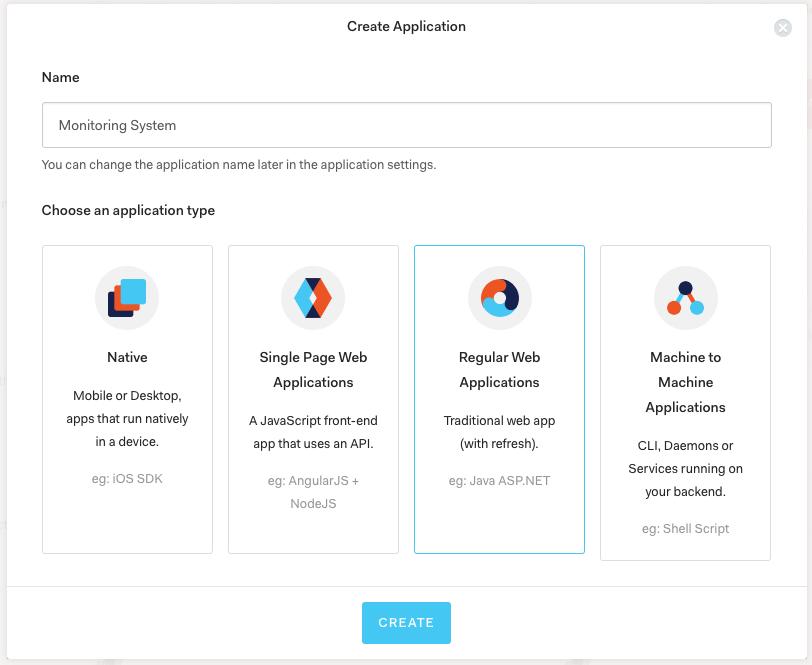 Create Application
Name
Monitoring System
You can change the application name later in the application settings.
Choose an application type
Native
Mobile or Desktop,
apps that run natively
in a device.
eg: iOS SDK
Single Page Web
Applications
A JavaScript front-end
app that uses an API.
eg: AngularJS +
NodeJS
Regular Web
Applications
Traditional web app
(with refresh).
eg: Java ASP.NET
Machine to
Machine
Applications
CLI, Daemons or
Services running on
your backend.
eg: Shell Script
CREATE